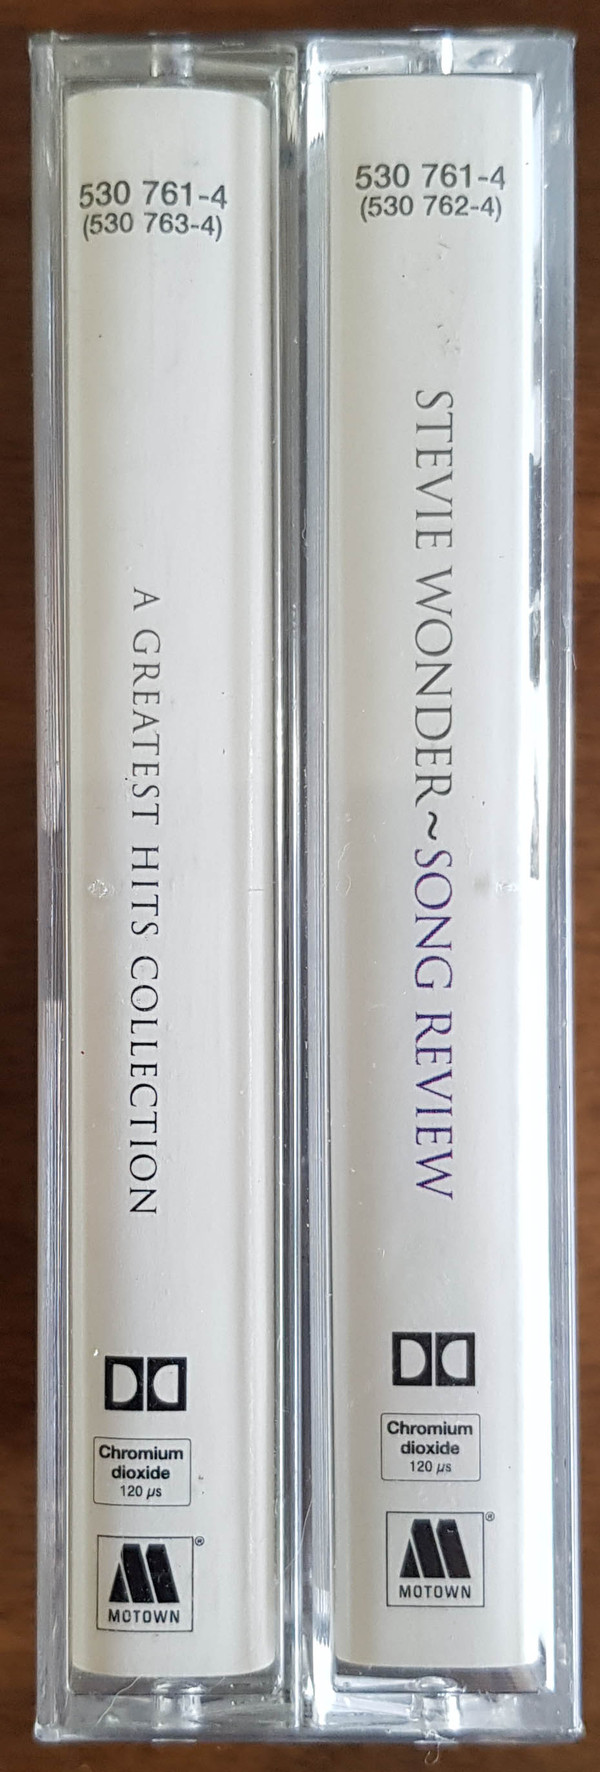 530 761-4
(530 763-4)
A GREATEST HITS COLLECTION
Chromium
dioxide
120 µs
®
MOTOWN
530 761-4
(530 762-4)
STEVIE WONDER~SONG REVIEW
Chromium
dioxide
120 µs
®
MOTOWN